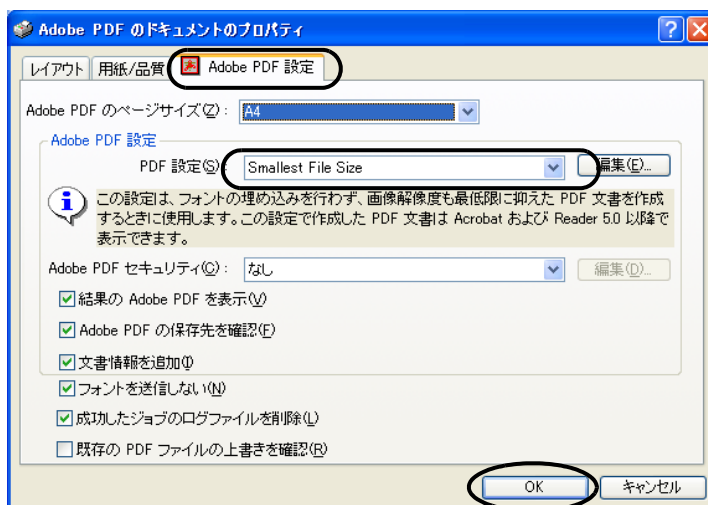 Adobe PDF のドキュメントのプロパティ
レイアウト 用紙/品質 Adobe PDF 設定
Adobe PDF のページサイズ(Z): A4
Adobe PDF 設定
PDF 設定(S): Smallest File Size 編集(E)...
この設定は、フォントの埋め込みを行わず、画像解像度も最低限に抑えた PDF 文書を作成
するときに使用します。この設定で作成した PDF 文書は Acrobat および Reader 5.0 以降で
表示できます。
Adobe PDF セキュリティ(C): なし 編集(D)...
結果の Adobe PDF を表示(V)
Adobe PDF の保存先を確認(F)
文書情報を追加(I)
フォントを送信しない(N)
成功したジョブのログファイルを削除(L)
既存の PDF ファイルの上書きを確認(R)
OK キャンセル